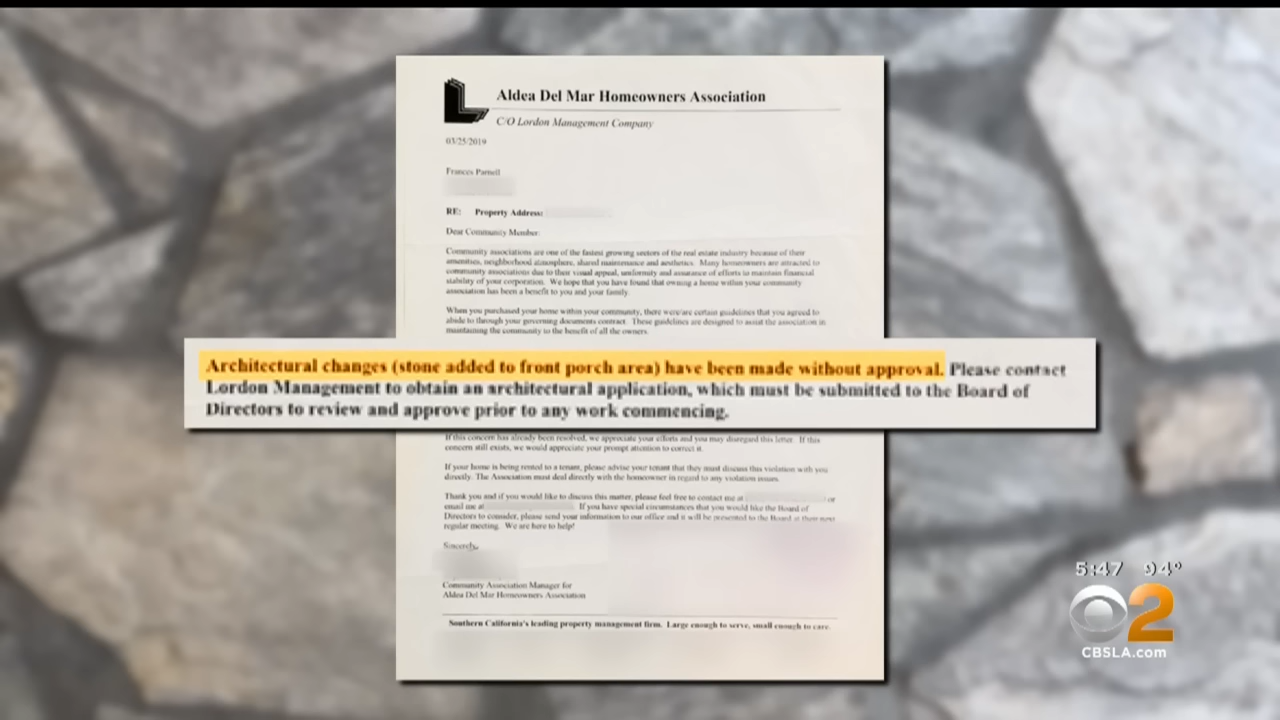 Aldea Del Mar Homeowners Association
C/O Lordon Management Company
03/25/2019
Frances Parnell
RE: Property Address:
Dear Community Member:
Community associations are one of the fastest growing sectors of the real estate industry because of their
amenities, neighborhood atmosphere, shared maintenance and aesthetics. Many homeowners are attracted to
community associations due to their visual appeal, uniformity and assurance of efforts to maintain financial
stability of your corporation. We hope that you have found that owning a home within your community
association has been a benefit to you and your family.
When you purchased your home within your community, there were/are certain guidelines that you agreed to
abide to through your governing documents contract. These guidelines are designed to assist the association in
maintaining the community to the benefit of all the owners.
Architectural changes (stone added to front porch area) have been made without approval. Please contact
Lordon Management to obtain an architectural application, which must be submitted to the Board of
Directors to review and approve prior to any work commencing.
If this concern has already been resolved, we appreciate your efforts and you may disregard this letter. If this
concern still exists, we would appreciate your prompt attention to correct it.
If your home is being rented to a tenant, please advise your tenant that they must discuss this violation with you
directly. The Association must deal directly with the homeowner in regard to any violation issues.
Thank you and if you would like to discuss this matter, please feel free to contact me at or
email me at If you have special circumstances that you would like the Board of
Directors to consider, please send your information to our office and it will be presented to the Board at their next
regular meeting. We are here to help!
Sincerely,
Community Association Manager for
Aldea Del Mar Homeowners Association
Southern California's leading property management firm. Large enough to serve, small enough to care.
5:47 94°
2
CBSLA.com